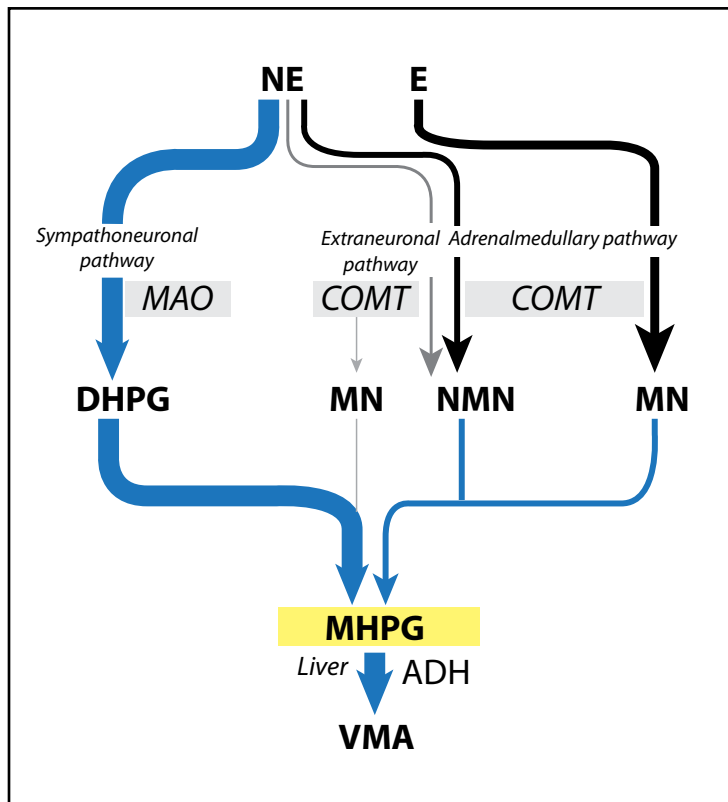 NE E
Sympathoneuronal
pathway
Extraneuronal
pathway
Adrenalmedullary pathway
MAO COMT COMT
DHPG MN NMN MN
MHPG
Liver ADH
VMA